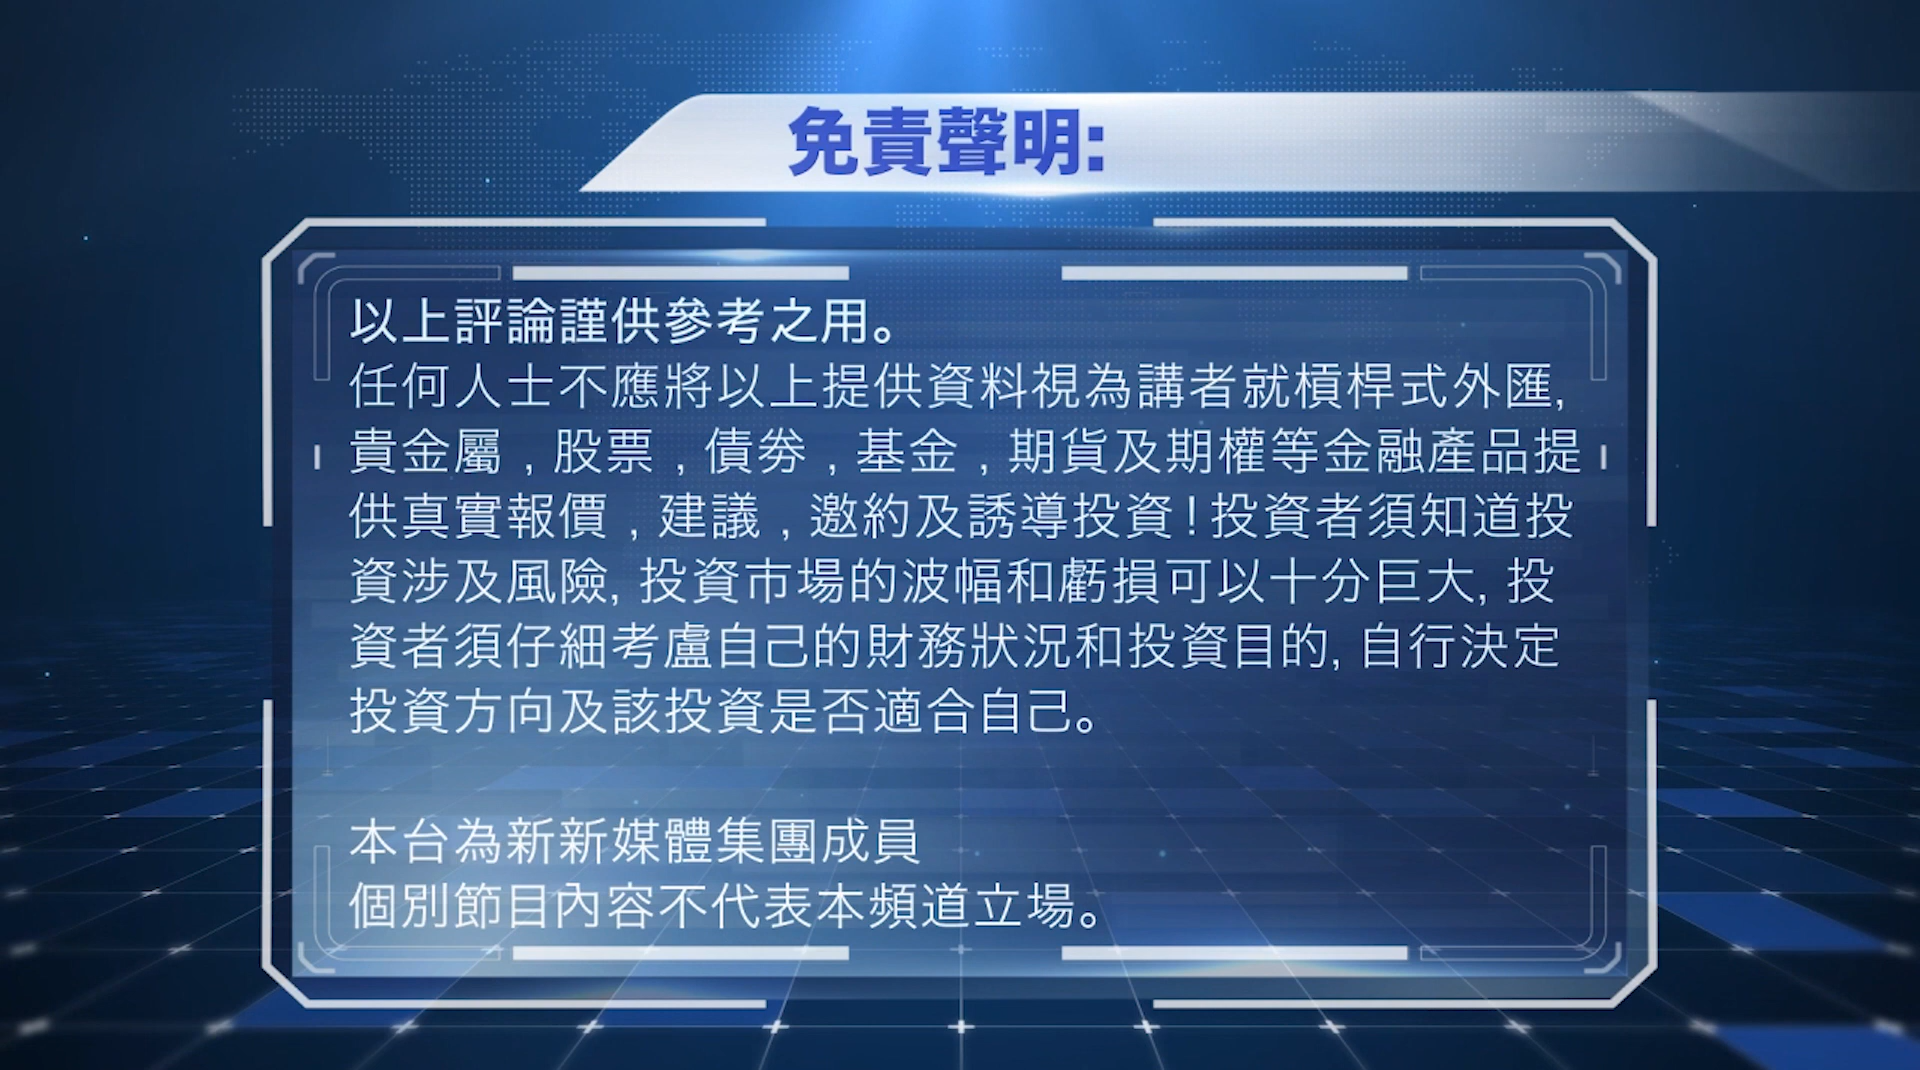 免責聲明:
以上評論謹供參考之用。
任何人士不應將以上提供資料視為講者就槓桿式外匯,
貴金屬，股票，債券，基金，期貨及期權等金融產品提
供真實報價，建議，邀約及誘導投資!投資者須知道投
資涉及風險, 投資市場的波幅和虧損可以十分巨大, 投
資者須仔細考盧自己的財務狀況和投資目的, 自行決定
投資方向及該投資是否適合自己。
本台為新新媒體集團成員
個別節目內容不代表本頻道立場。